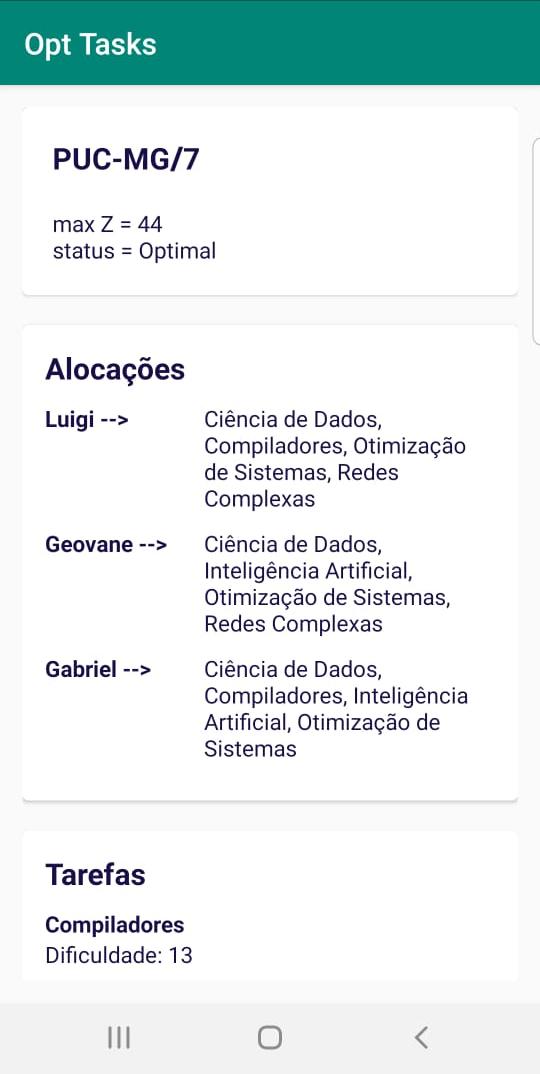 Opt Tasks
PUC-MG/7
max Z = 44
status = Optimal
Alocações
Luigi --> Ciência de Dados,
Compiladores, Otimização
de Sistemas, Redes
Complexas
Geovane --> Ciência de Dados,
Inteligência Artificial,
Otimização de Sistemas,
Redes Complexas
Gabriel --> Ciência de Dados,
Compiladores, Inteligência
Artificial, Otimização de
Sistemas
Tarefas
Compiladores
Dificuldade: 13